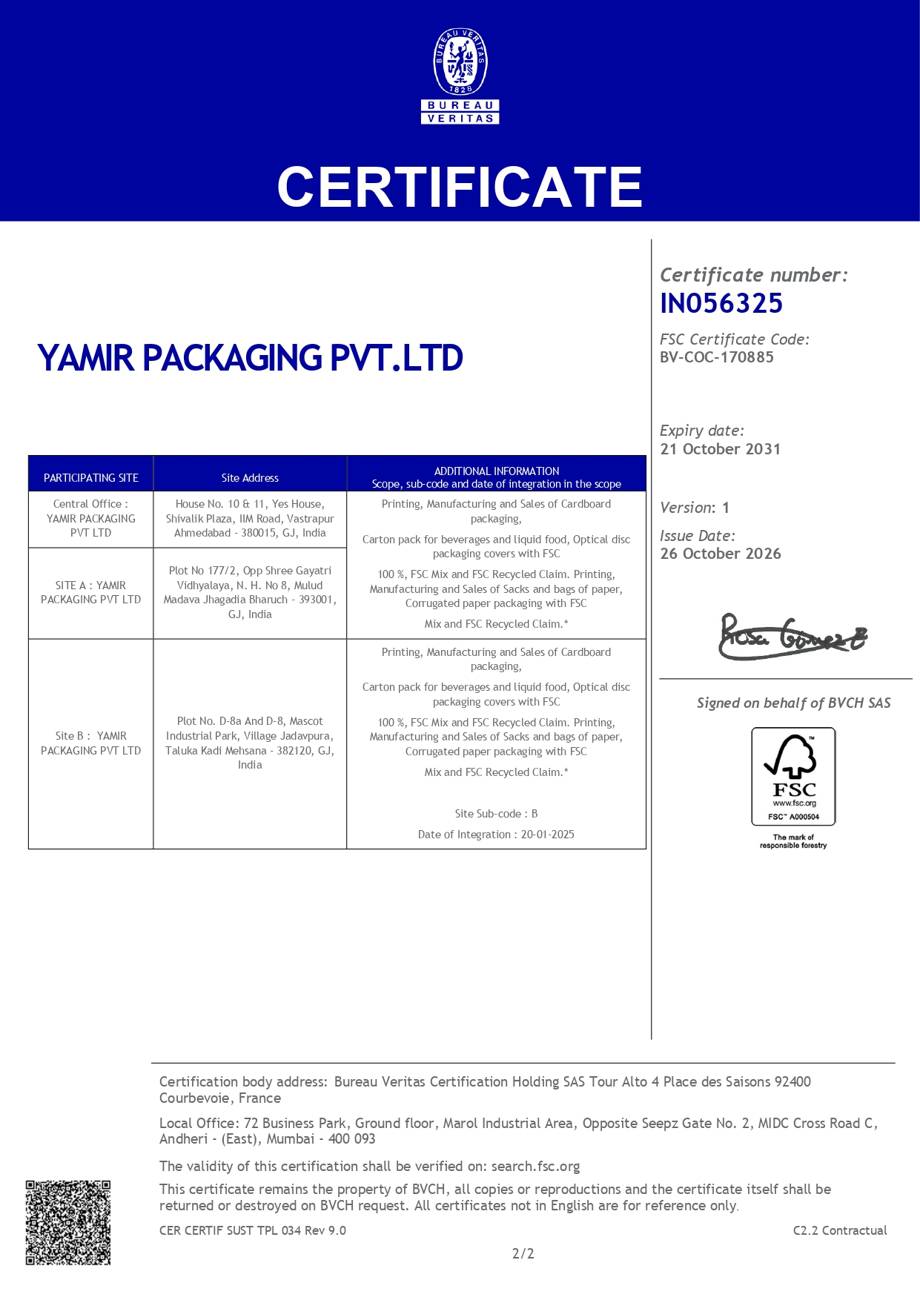 BUREAU VERITAS
1828
BUREAU
VERITAS
CERTIFICATE
YAMIR PACKAGING PVT.LTD
Certificate number:
IN056325
FSC Certificate Code:
BV-COC-170885
Expiry date:
21 October 2031
Version: 1
Issue Date:
26 October 2026
Rosa Gomez
Signed on behalf of BVCH SAS
FSC
www.fsc.org
FSC™ A000504
The mark of
responsible forestry
PARTICIPATING SITE
Site Address
ADDITIONAL INFORMATION
Scope, sub-code and date of integration in the scope
Central Office :
YAMIR PACKAGING
PVT LTD
House No. 10 & 11, Yes House,
Shivalik Plaza, IIM Road, Vastrapur
Ahmedabad - 380015, GJ, India
Printing, Manufacturing and Sales of Cardboard
packaging,
Carton pack for beverages and liquid food, Optical disc
packaging covers with FSC
100 %, FSC Mix and FSC Recycled Claim. Printing,
Manufacturing and Sales of Sacks and bags of paper,
Corrugated paper packaging with FSC
Mix and FSC Recycled Claim.*
SITE A : YAMIR
PACKAGING PVT LTD
Plot No 177/2, Opp Shree Gayatri
Vidhyalaya, N. H. No 8, Mulud
Madava Jhagadia Bharuch - 393001,
GJ, India
Site B : YAMIR
PACKAGING PVT LTD
Plot No. D-8a And D-8, Mascot
Industrial Park, Village Jadavpura,
Taluka Kadi Mehsana - 382120, GJ,
India
Printing, Manufacturing and Sales of Cardboard
packaging,
Carton pack for beverages and liquid food, Optical disc
packaging covers with FSC
100 %, FSC Mix and FSC Recycled Claim. Printing,
Manufacturing and Sales of Sacks and bags of paper,
Corrugated paper packaging with FSC
Mix and FSC Recycled Claim.*
Site Sub-code : B
Date of Integration : 20-01-2025
Certification body address: Bureau Veritas Certification Holding SAS Tour Alto 4 Place des Saisons 92400
Courbevoie, France
Local Office: 72 Business Park, Ground floor, Marol Industrial Area, Opposite Seepz Gate No. 2, MIDC Cross Road C,
Andheri - (East), Mumbai - 400 093
The validity of this certification shall be verified on: search.fsc.org
This certificate remains the property of BVCH, all copies or reproductions and the certificate itself shall be
returned or destroyed on BVCH request. All certificates not in English are for reference only.
CER CERTIF SUST TPL 034 Rev 9.0
C2.2 Contractual
2/2